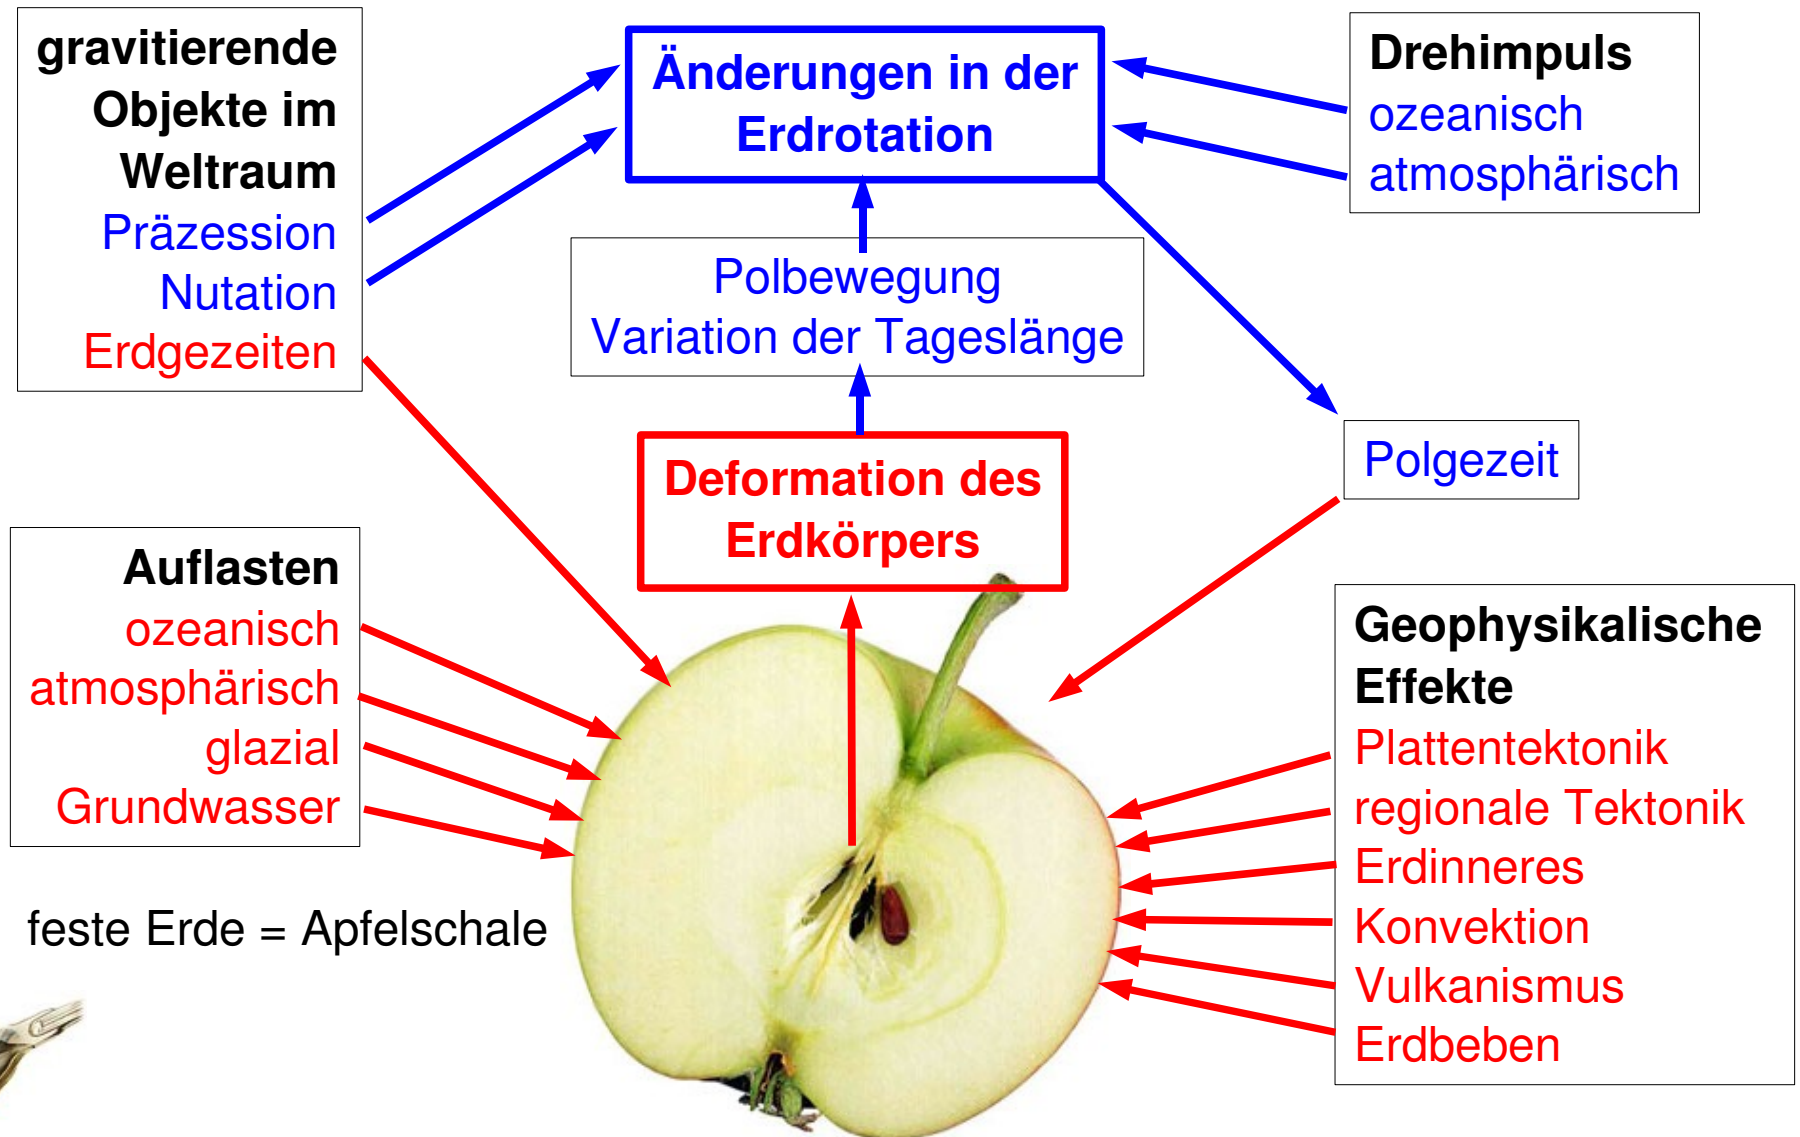 gravitierende
Objekte im
Weltraum
Präzession
Nutation
Erdgezeiten
Änderungen in der
Erdrotation
Drehimpuls
ozeanisch
atmosphärisch
Polbewegung
Variation der Tageslänge
Deformation des
Erdkörpers
Polgezeit
Auflasten
ozeanisch
atmosphärisch
glazial
Grundwasser
feste Erde = Apfelschale
Geophysikalische
Effekte
Plattentektonik
regionale Tektonik
Erdinneres
Konvektion
Vulkanismus
Erdbeben